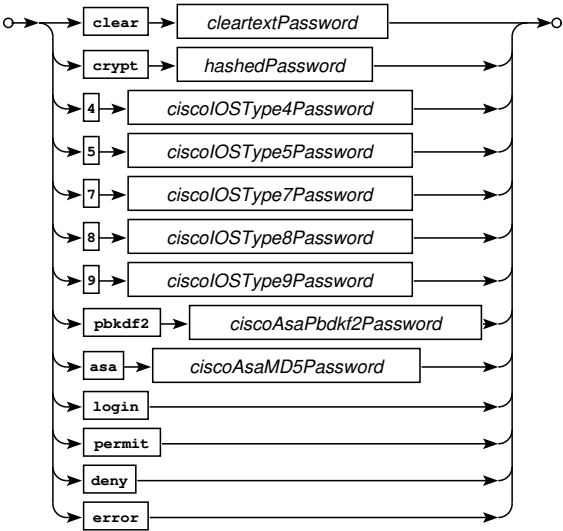 clear cleartextPassword
crypt hashedPassword
4 ciscoIOSType4Password
5 ciscoIOSType5Password
7 ciscoIOSType7Password
8 ciscoIOSType8Password
9 ciscoIOSType9Password
pbkdf2 ciscoAsaPbdkf2Password
asa ciscoAsaMD5Password
login
permit
deny
error